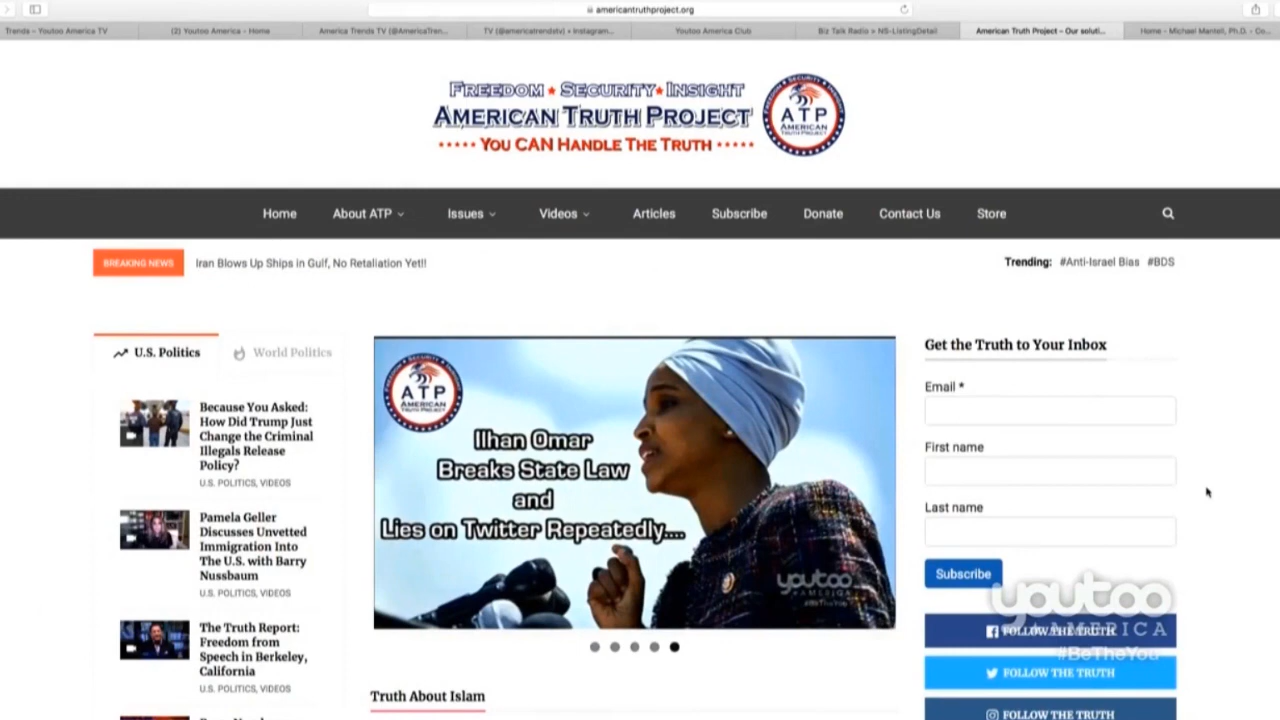 americantruthproject.org
Trends – Youtoo America TV
(2) Youtoo America - Home
America Trends TV (@AmericaTren...
TV (@americatrendstv) • Instagram...
Youtoo America Club
Biz Talk Radio > NS-ListingDetail
American Truth Project – Our soluti...
Home - Michael Mantell, Ph.D. - Co...
FREEDOM ★ SECURITY ★ INSIGHT
AMERICAN TRUTH PROJECT
YOU CAN HANDLE THE TRUTH
FREEDOM, SECURITY, INSIGHT
ATP
AMERICAN
TRUTH PROJECT
Home
About ATP
Issues
Videos
Articles
Subscribe
Donate
Contact Us
Store
BREAKING NEWS
Iran Blows Up Ships in Gulf, No Retaliation Yet!!
Trending: #Anti-Israel Bias #BDS
U.S. Politics
World Politics
Because You Asked:
How Did Trump Just
Change the Criminal
Illegals Release
Policy?
U.S. POLITICS, VIDEOS
Pamela Geller
Discusses Unvetted
Immigration Into
The U.S. with Barry
Nussbaum
U.S. POLITICS, VIDEOS
The Truth Report:
Freedom from
Speech in Berkeley,
California
U.S. POLITICS, VIDEOS
ATP
AMERICAN
TRUTH PROJECT
Ilhan Omar
Breaks State Law
and
Lies on Twitter Repeatedly....
youtoo
AMERICA
#BeTheYou
Truth About Islam
Get the Truth to Your Inbox
Email *
First name
Last name
Subscribe
FOLLOW THE TRUTH
FOLLOW THE TRUTH
FOLLOW THE TRUTH
youtoo
AMERICA
#BeTheYou